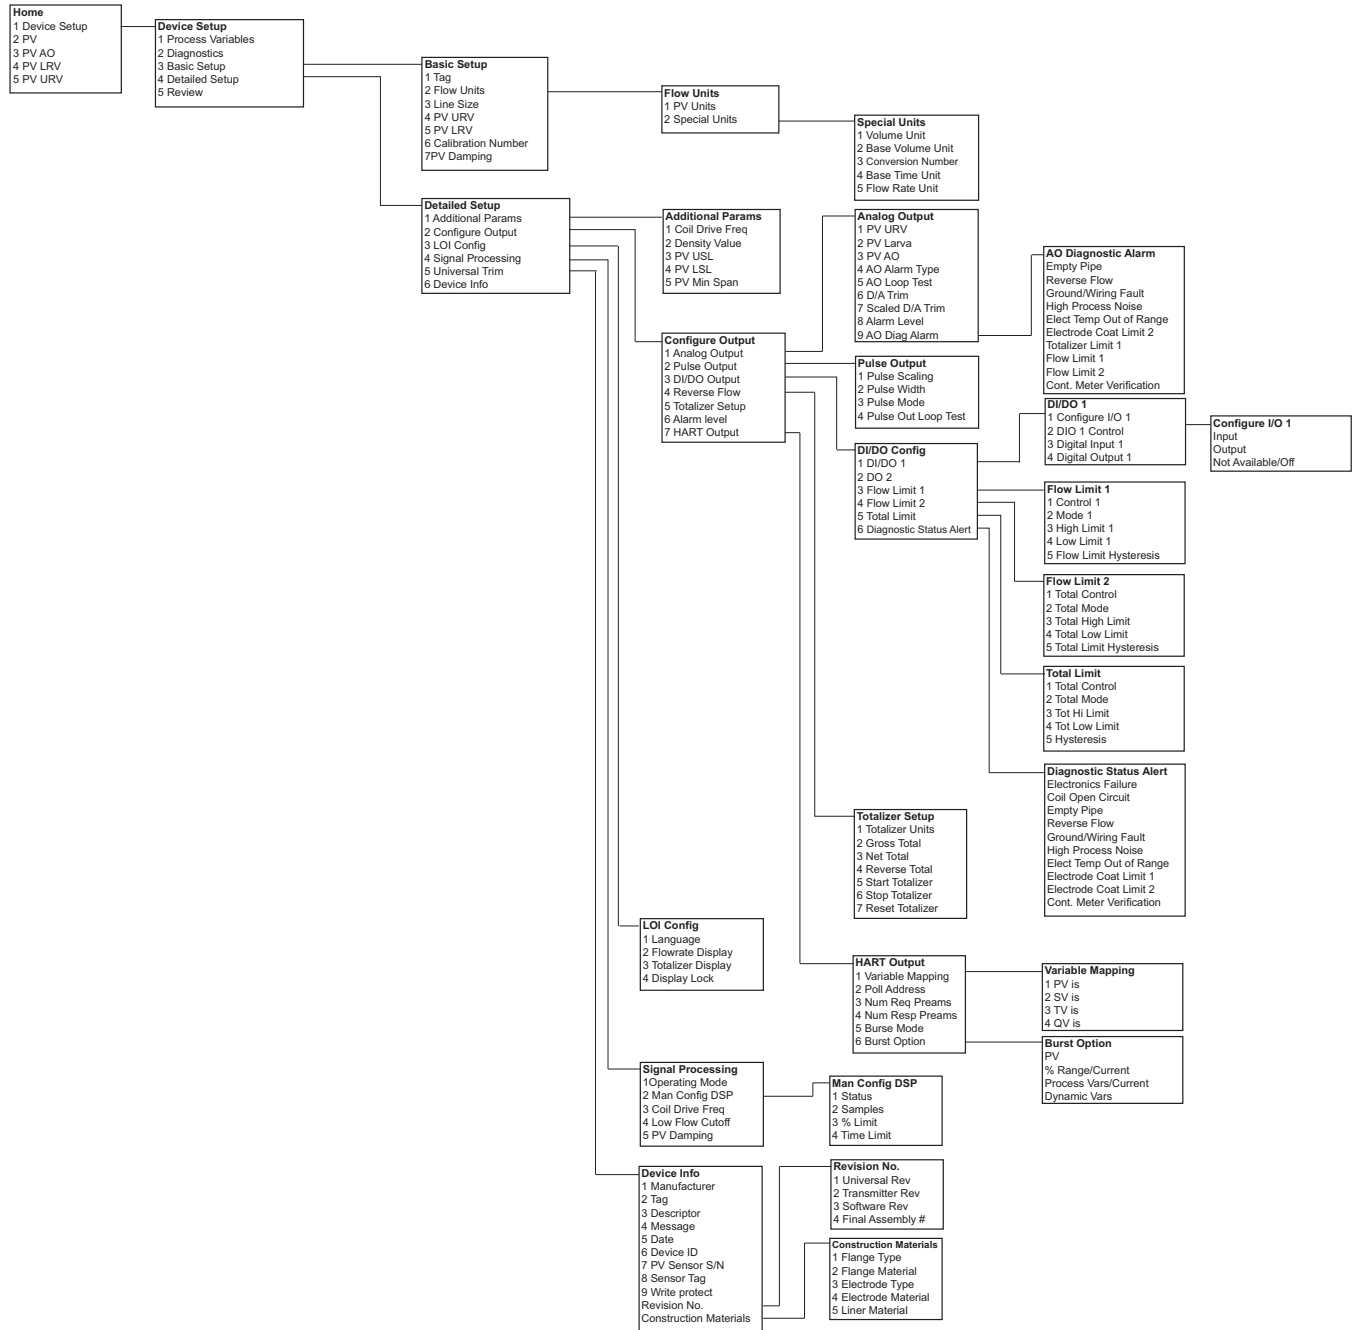 Home
1 Device Setup
2 PV
3 PV AO
4 PV LRV
5 PV URV
Device Setup
1 Process Variables
2 Diagnostics
3 Basic Setup
4 Detailed Setup
5 Review
Basic Setup
1 Tag
2 Flow Units
3 Line Size
4 PV URV
5 PV LRV
6 Calibration Number
7PV Damping
Flow Units
1 PV Units
2 Special Units
Special Units
1 Volume Unit
2 Base Volume Unit
3 Conversion Number
4 Base Time Unit
5 Flow Rate Unit
Detailed Setup
1 Additional Params
2 Configure Output
3 LOI Config
4 Signal Processing
5 Universal Trim
6 Device Info
Additional Params
1 Coil Drive Freq
2 Density Value
3 PV USL
4 PV LSL
5 PV Min Span
Analog Output
1 PV URV
2 PV Larva
3 PV AO
4 AO Alarm Type
5 AO Loop Test
6 D/A Trim
7 Scaled D/A Trim
8 Alarm Level
9 AO Diag Alarm
AO Diagnostic Alarm
Empty Pipe
Reverse Flow
Ground/Wiring Fault
High Process Noise
Elect Temp Out of Range
Electrode Coat Limit 2
Totalizer Limit 1
Flow Limit 1
Flow Limit 2
Cont. Meter Verification
Configure Output
1 Analog Output
2 Pulse Output
3 DI/DO Output
4 Reverse Flow
5 Totalizer Setup
6 Alarm level
7 HART Output
Pulse Output
1 Pulse Scaling
2 Pulse Width
3 Pulse Mode
4 Pulse Out Loop Test
DI/DO 1
1 Configure I/O 1
2 DIO 1 Control
3 Digital Input 1
4 Digital Output 1
Configure I/O 1
Input
Output
Not Available/Off
DI/DO Config
1 DI/DO 1
2 DO 2
3 Flow Limit 1
4 Flow Limit 2
5 Total Limit
6 Diagnostic Status Alert
Flow Limit 1
1 Control 1
2 Mode 1
3 High Limit 1
4 Low Limit 1
5 Flow Limit Hysteresis
Flow Limit 2
1 Total Control
2 Total Mode
3 Total High Limit
4 Total Low Limit
5 Total Limit Hysteresis
Total Limit
1 Total Control
2 Total Mode
3 Tot Hi Limit
4 Tot Low Limit
5 Hysteresis
Diagnostic Status Alert
Electronics Failure
Coil Open Circuit
Empty Pipe
Reverse Flow
Ground/Wiring Fault
High Process Noise
Elect Temp Out of Range
Electrode Coat Limit 1
Electrode Coat Limit 2
Cont. Meter Verification
Totalizer Setup
1 Totalizer Units
2 Gross Total
3 Net Total
4 Reverse Total
5 Start Totalizer
6 Stop Totalizer
7 Reset Totalizer
LOI Config
1 Language
2 Flowrate Display
3 Totalizer Display
4 Display Lock
HART Output
1 Variable Mapping
2 Poll Address
3 Num Req Preams
4 Num Resp Preams
5 Burse Mode
6 Burst Option
Variable Mapping
1 PV is
2 SV is
3 TV is
4 QV is
Burst Option
PV
% Range/Current
Process Vars/Current
Dynamic Vars
Signal Processing
1Operating Mode
2 Man Config DSP
3 Coil Drive Freq
4 Low Flow Cutoff
5 PV Damping
Man Config DSP
1 Status
2 Samples
3 % Limit
4 Time Limit
Device Info
1 Manufacturer
2 Tag
3 Descriptor
4 Message
5 Date
6 Device ID
7 PV Sensor S/N
8 Sensor Tag
9 Write protect
Revision No.
Construction Materials
Revision No.
1 Universal Rev
2 Transmitter Rev
3 Software Rev
4 Final Assembly #
Construction Materials
1 Flange Type
2 Flange Material
3 Electrode Type
4 Electrode Material
5 Liner Material